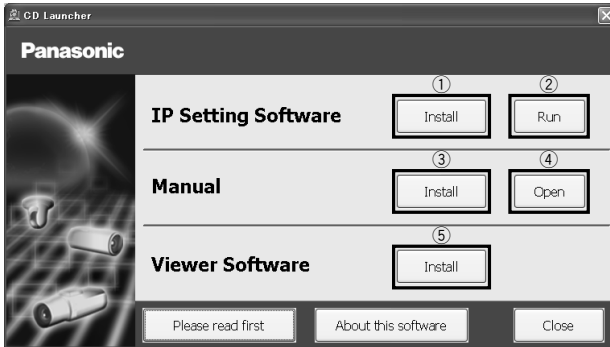 CD Launcher
Panasonic
① ②
IP Setting Software Install Run
③ ④
Manual Install Open
⑤
Viewer Software Install
Please read first About this software Close